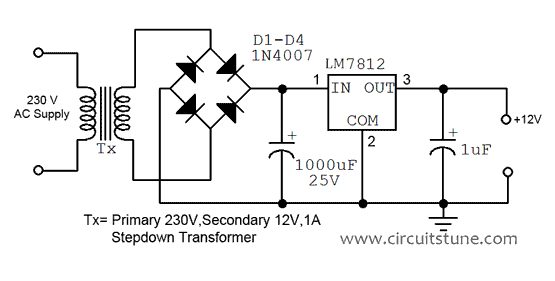 D1-D4
1N4007
LM7812
1
IN OUT
3
230 V
AC Supply
COM
+12V
Tx
+
1000uF
25V
2
+
1uF
Tx= Primary 230V,Secondary 12V,1A
Stepdown Transformer
www.circuitstune.com